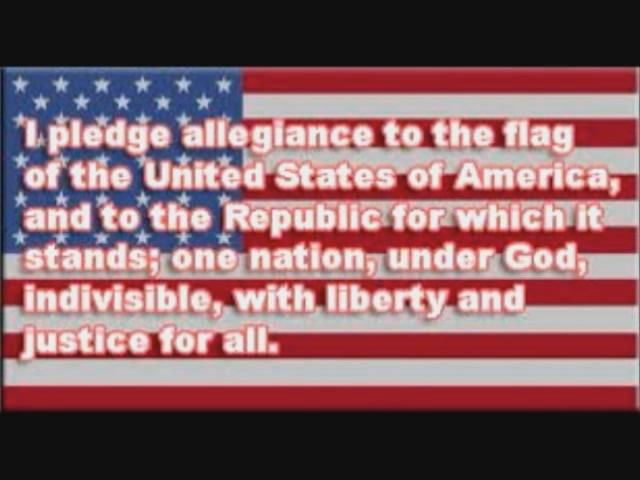 I pledge allegiance to the flag
of the United States of America,
and to the Republic for which it
stands; one nation, under God,
indivisible, with liberty and
justice for all.